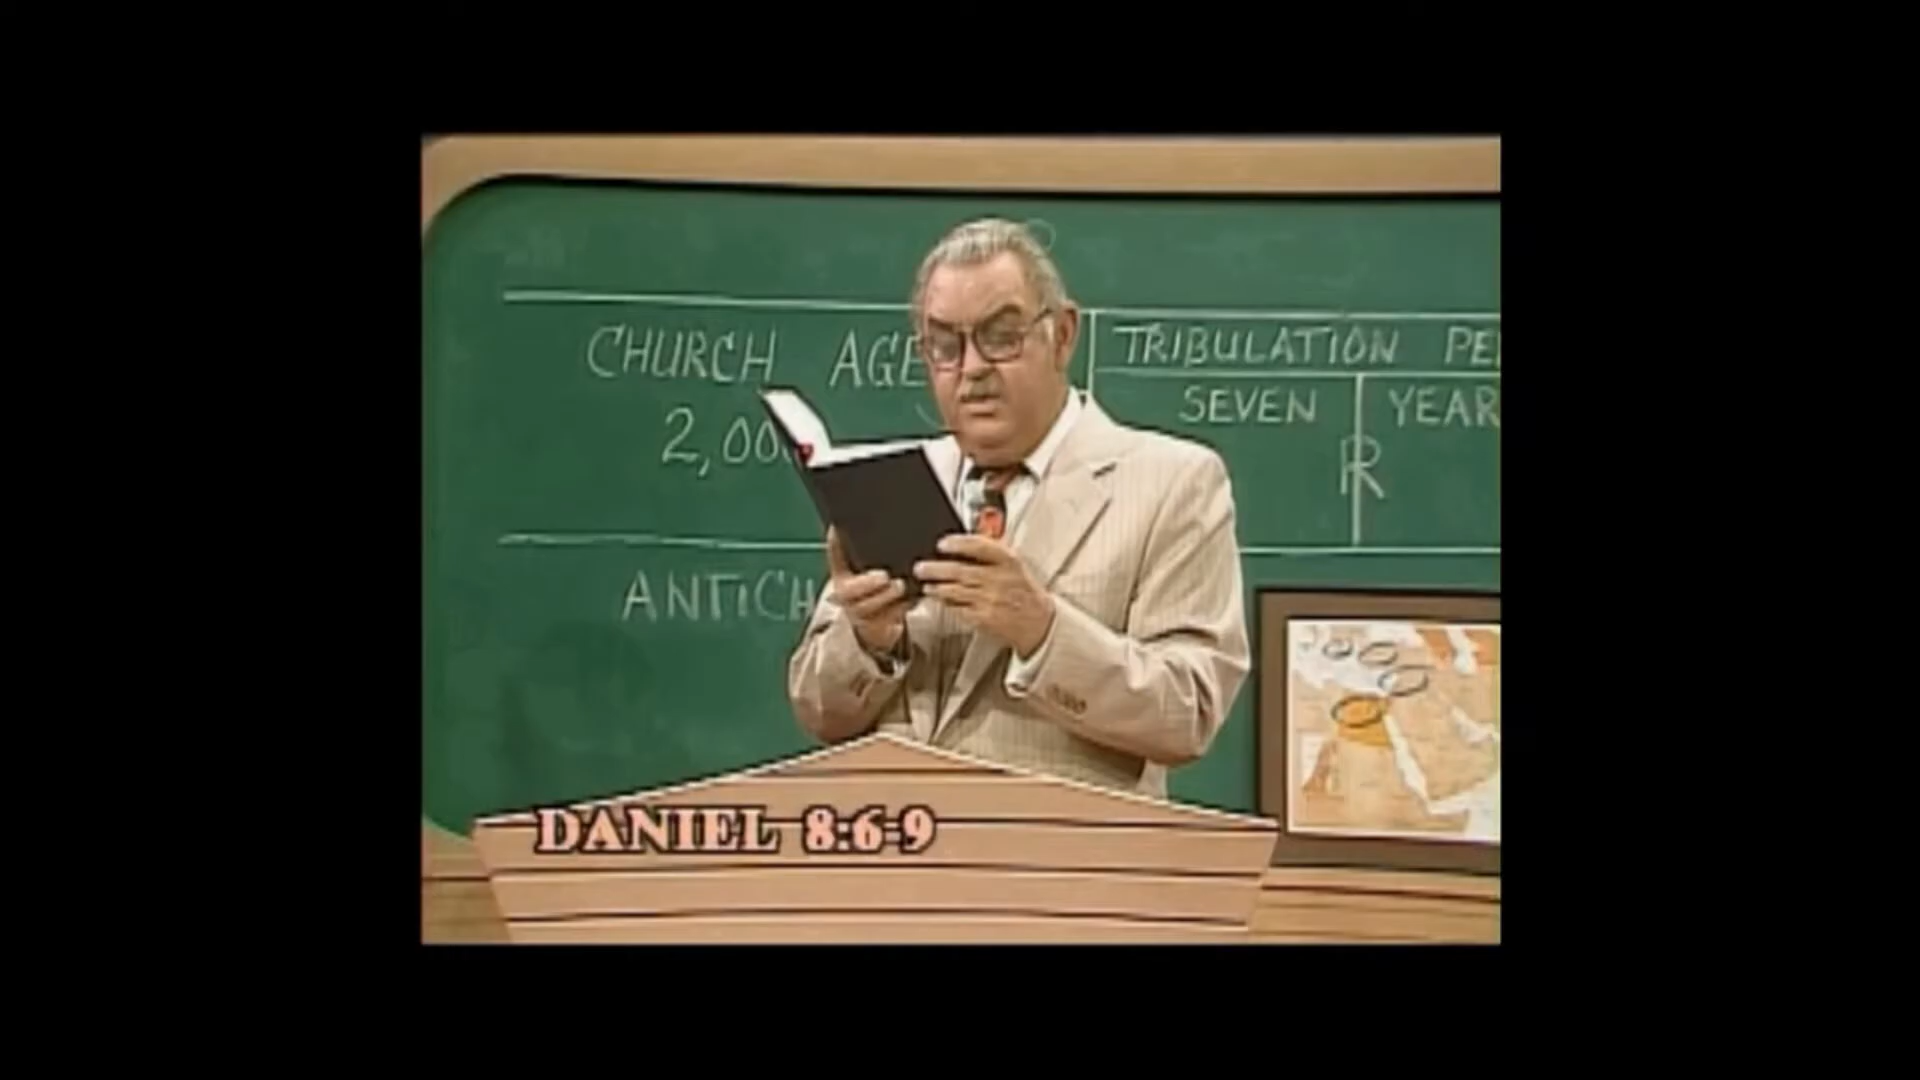 CHURCH AGE
TRIBULATION
SEVEN YEAR
2,00
R
ANTICH
DANIEL 8:6-9